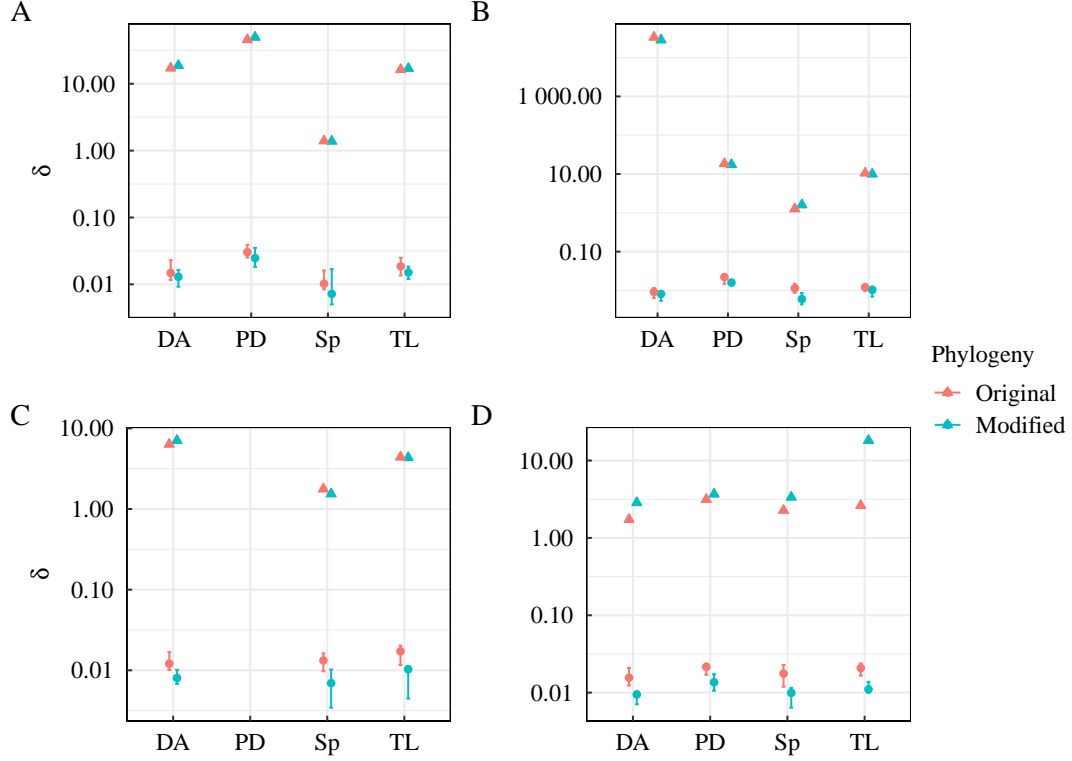 A
δ
10.00
1.00
0.10
0.01
DA PD Sp TL
B
1 000.00
10.00
0.10
DA PD Sp TL
C
δ
10.00
1.00
0.10
0.01
DA PD Sp TL
D
10.00
1.00
0.10
0.01
DA PD Sp TL
Phylogeny
Original
Modified